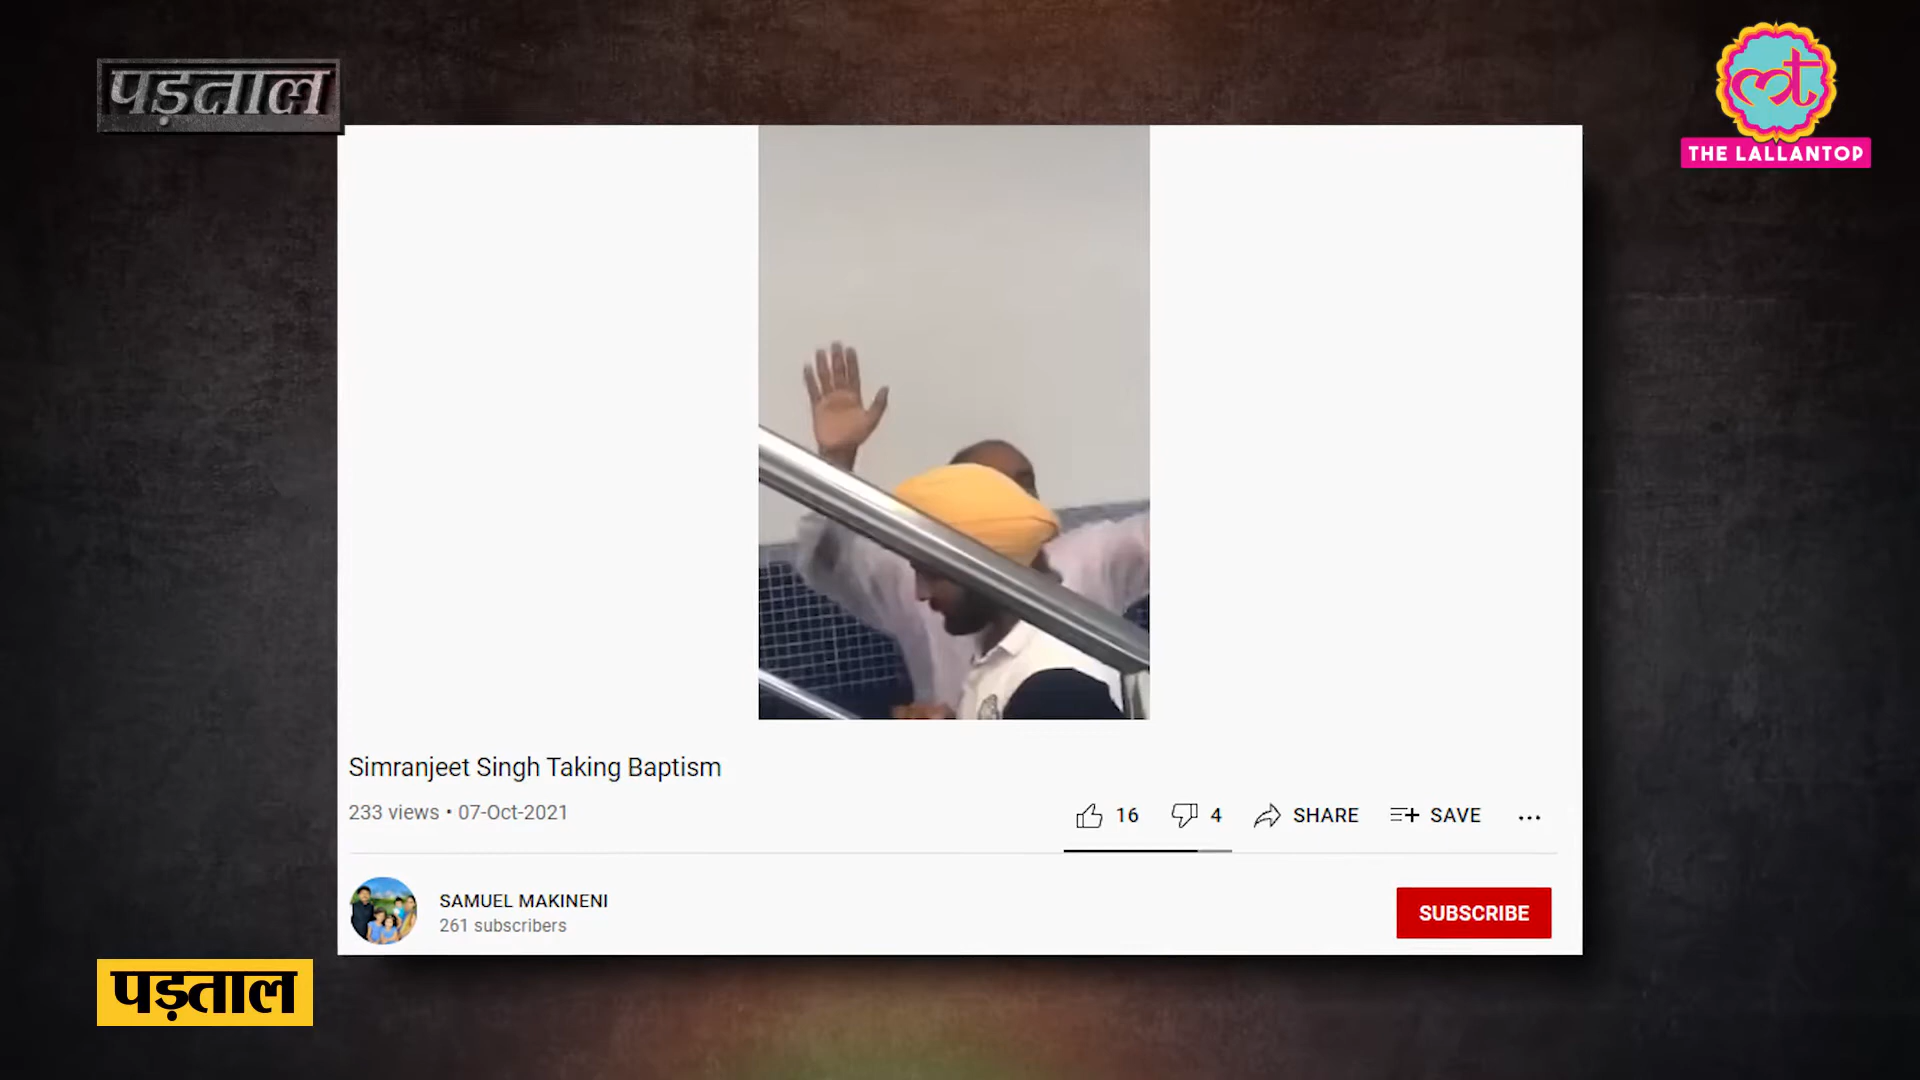 पड़ताल
THE LALLANTOP
Simranjeet Singh Taking Baptism
233 views • 07-Oct-2021
16 4 SHARE SAVE ...
SAMUEL MAKINENI
261 subscribers
SUBSCRIBE
पड़ताल